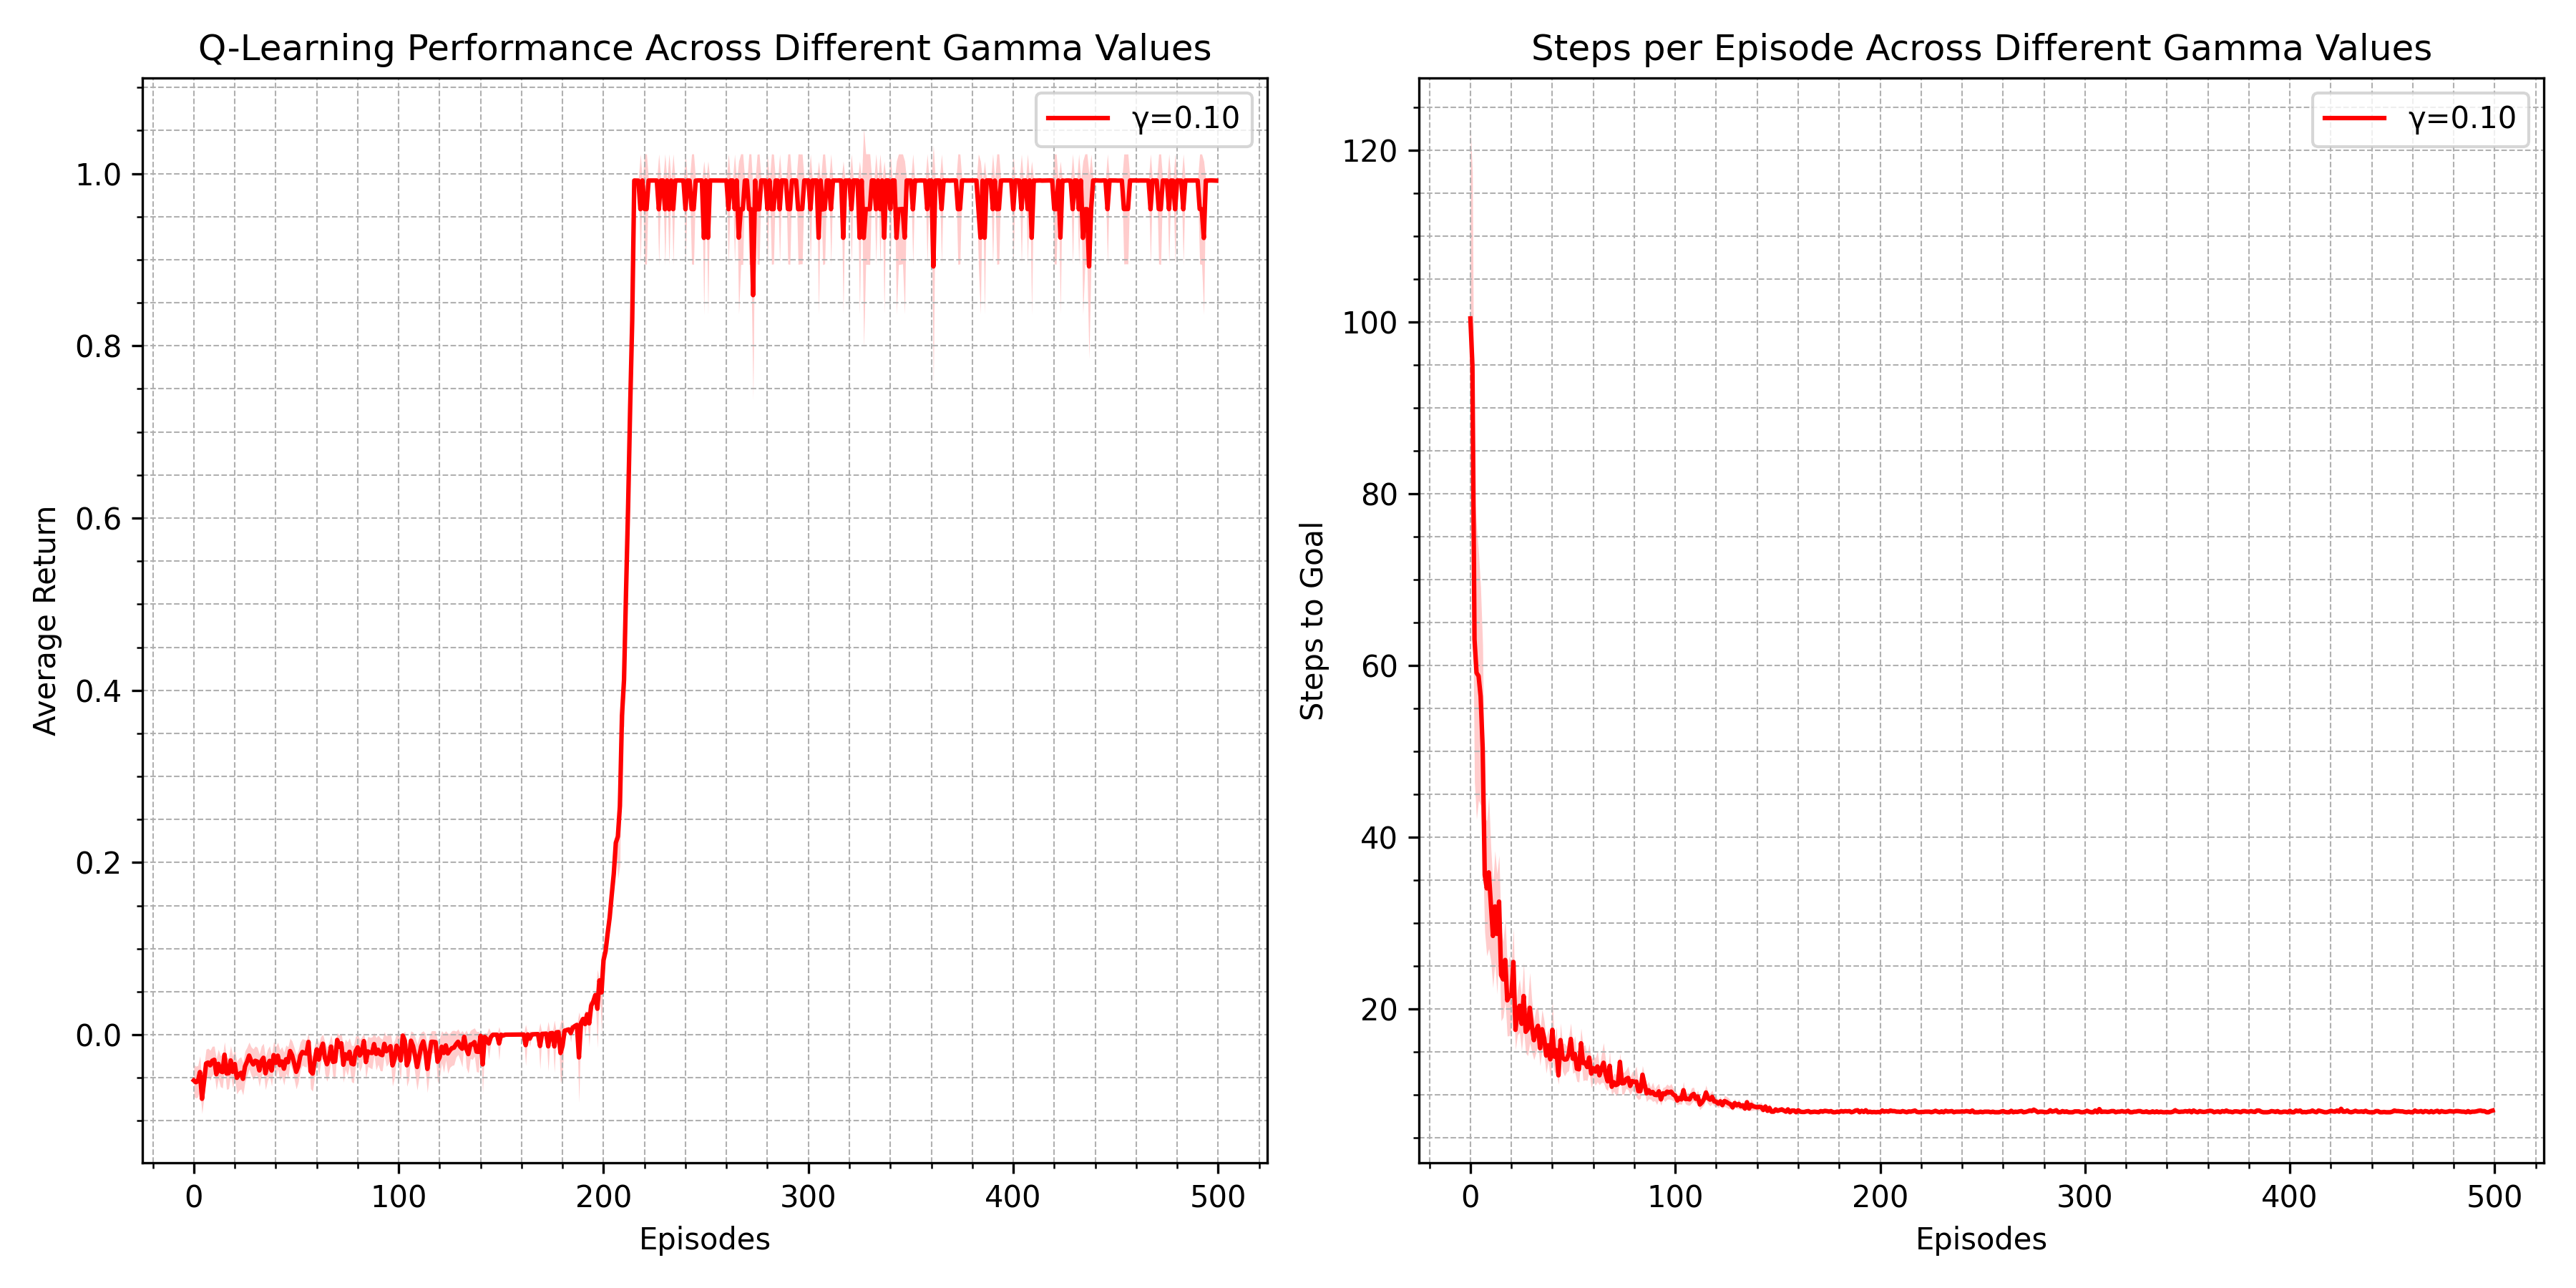 Q-Learning Performance Across Different Gamma Values
γ=0.10
1.0
0.8
0.6
0.4
0.2
0.0
Average Return
0 100 200 300 400 500
Episodes
Steps per Episode Across Different Gamma Values
γ=0.10
120
100
80
60
40
20
Steps to Goal
0 100 200 300 400 500
Episodes